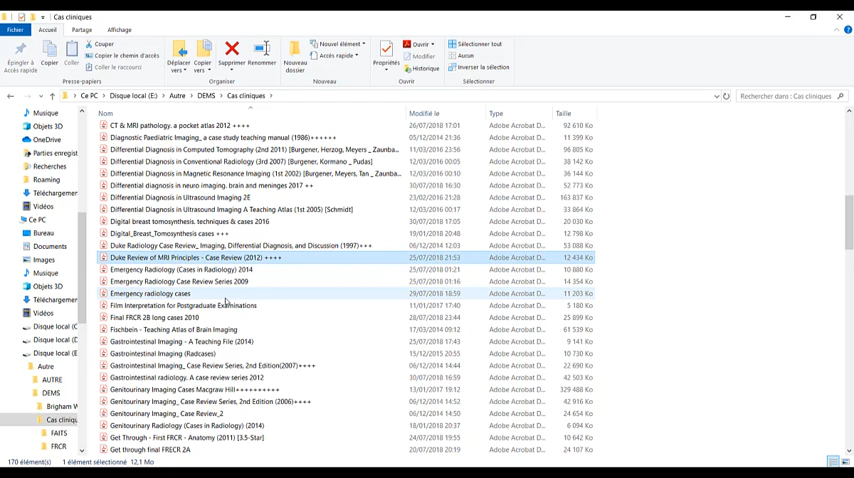 Cas cliniques
Fichier Accueil Partage Affichage
Épingler à Accès rapide Copier Coller Couper Copier le chemin d'accès Coller le raccourci Déplacer vers Copier vers Supprimer Renommer Nouveau dossier Nouvel élément Accès rapide Propriétés Ouvrir Modifier Historique Sélectionner tout Aucun Inverser la sélection
Presse-papiers Organiser Nouveau Ouvrir Sélectionner
Ce PC > Disque local (E:) > Autre > DEMS > Cas cliniques > Rechercher dans : Cas cliniques
Nom Modifié le Type Taille
Musique
Objets 3D
OneDrive
Parties enregist
Recherches
Roaming
Téléchargemer
Vidéos
Ce PC
Bureau
Documents
Images
Musique
Objets 3D
Téléchargemer
Vidéos
Disque local (C
Disque local (D
Disque local (E
Autre
AUTRE
DEMS
Brigham W
Cas cliniqu
FAITS
FRCR
CT & MRI pathology. a pocket atlas 2012 ++++ 26/07/2018 17:01 Adobe Acrobat D... 92 610 Ko
Diagnostic Paediatric Imaging_ a case study teaching manual (1986)++++++ 05/12/2014 21:36 Adobe Acrobat D... 11 399 Ko
Differential Diagnosis in Computed Tomography (2nd 2011) [Burgener, Herzog, Meyers _ Zaunba... 11/03/2016 23:56 Adobe Acrobat D... 96 805 Ko
Differential Diagnosis in Conventional Radiology (3rd 2007) [Burgener, Kormano _ Pudas] 12/03/2016 00:05 Adobe Acrobat D... 38 142 Ko
Differential Diagnosis in Magnetic Resonance Imaging (1st 2002) [Burgener, Meyers, Tan _ Zaunba... 12/03/2016 00:10 Adobe Acrobat D... 36 144 Ko
Differential diagnosis in neuro imaging. brain and meninges 2017 ++ 30/07/2018 16:30 Adobe Acrobat D... 52 773 Ko
Differential Diagnosis in Ultrasound Imaging 2E 23/02/2016 21:28 Adobe Acrobat D... 163 837 Ko
Differential Diagnosis in Ultrasound Imaging A Teaching Atlas (1st 2005) [Schmidt] 12/03/2016 00:17 Adobe Acrobat D... 33 864 Ko
Digital breast tomosynthesis. techniques & cases 2016 30/07/2018 17:05 Adobe Acrobat D... 20 030 Ko
Digital_Breast_Tomosynthesis cases +++ 29/07/2018 20:48 Adobe Acrobat D... 12 798 Ko
Duke Radiology Case Review_ Imaging, Differential Diagnosis, and Discussion (1997)+++ 06/12/2014 12:03 Adobe Acrobat D... 53 088 Ko
Duke Review of MRI Principles - Case Review (2012) ++++ 25/07/2018 21:53 Adobe Acrobat D... 12 434 Ko
Emergency Radiology (Cases in Radiology) 2014 25/07/2018 01:21 Adobe Acrobat D... 10 880 Ko
Emergency Radiology Case Review Series 2009 25/07/2018 01:16 Adobe Acrobat D... 14 354 Ko
Emergency radiology cases 29/07/2018 18:59 Adobe Acrobat D... 11 203 Ko
Film Interpretation for Postgraduate Examinations 11/01/2017 17:40 Adobe Acrobat D... 5 180 Ko
Final FRCR 2B long cases 2010 28/07/2018 23:44 Adobe Acrobat D... 25 899 Ko
Fischbein - Teaching Atlas of Brain Imaging 17/03/2014 09:12 Adobe Acrobat D... 61 539 Ko
Gastrointestinal Imaging - A Teaching File (2014) 25/07/2018 17:43 Adobe Acrobat D... 9 141 Ko
Gastrointestinal Imaging (Radcases) 15/12/2015 20:55 Adobe Acrobat D... 10 730 Ko
Gastrointestinal Imaging_ Case Review Series, 2nd Edition(2007)++++ 06/12/2014 14:44 Adobe Acrobat D... 22 690 Ko
Gastrointestinal radiology. A case review series 2012 30/07/2018 16:59 Adobe Acrobat D... 42 503 Ko
Genitourinary Imaging Cases Macgraw Hill++++++++++ 13/01/2017 19:12 Adobe Acrobat D... 329 488 Ko
Genitourinary Imaging_ Case Review Series, 2nd Edition (2006)++++ 06/12/2014 14:52 Adobe Acrobat D... 42 916 Ko
Genitourinary Imaging_ Case Review_2 06/12/2014 14:50 Adobe Acrobat D... 24 654 Ko
Genitourinary Radiology (Cases in Radiology) (2014) 18/01/2018 20:37 Adobe Acrobat D... 6 094 Ko
Get Through - First FRCR - Anatomy (2011) [3.5-Star] 24/07/2018 19:55 Adobe Acrobat D... 10 642 Ko
Get through final FRECR 2A 20/07/2018 20:19 Adobe Acrobat D... 24 107 Ko
170 élément(s) 1 élément sélectionné 12,1 Mo